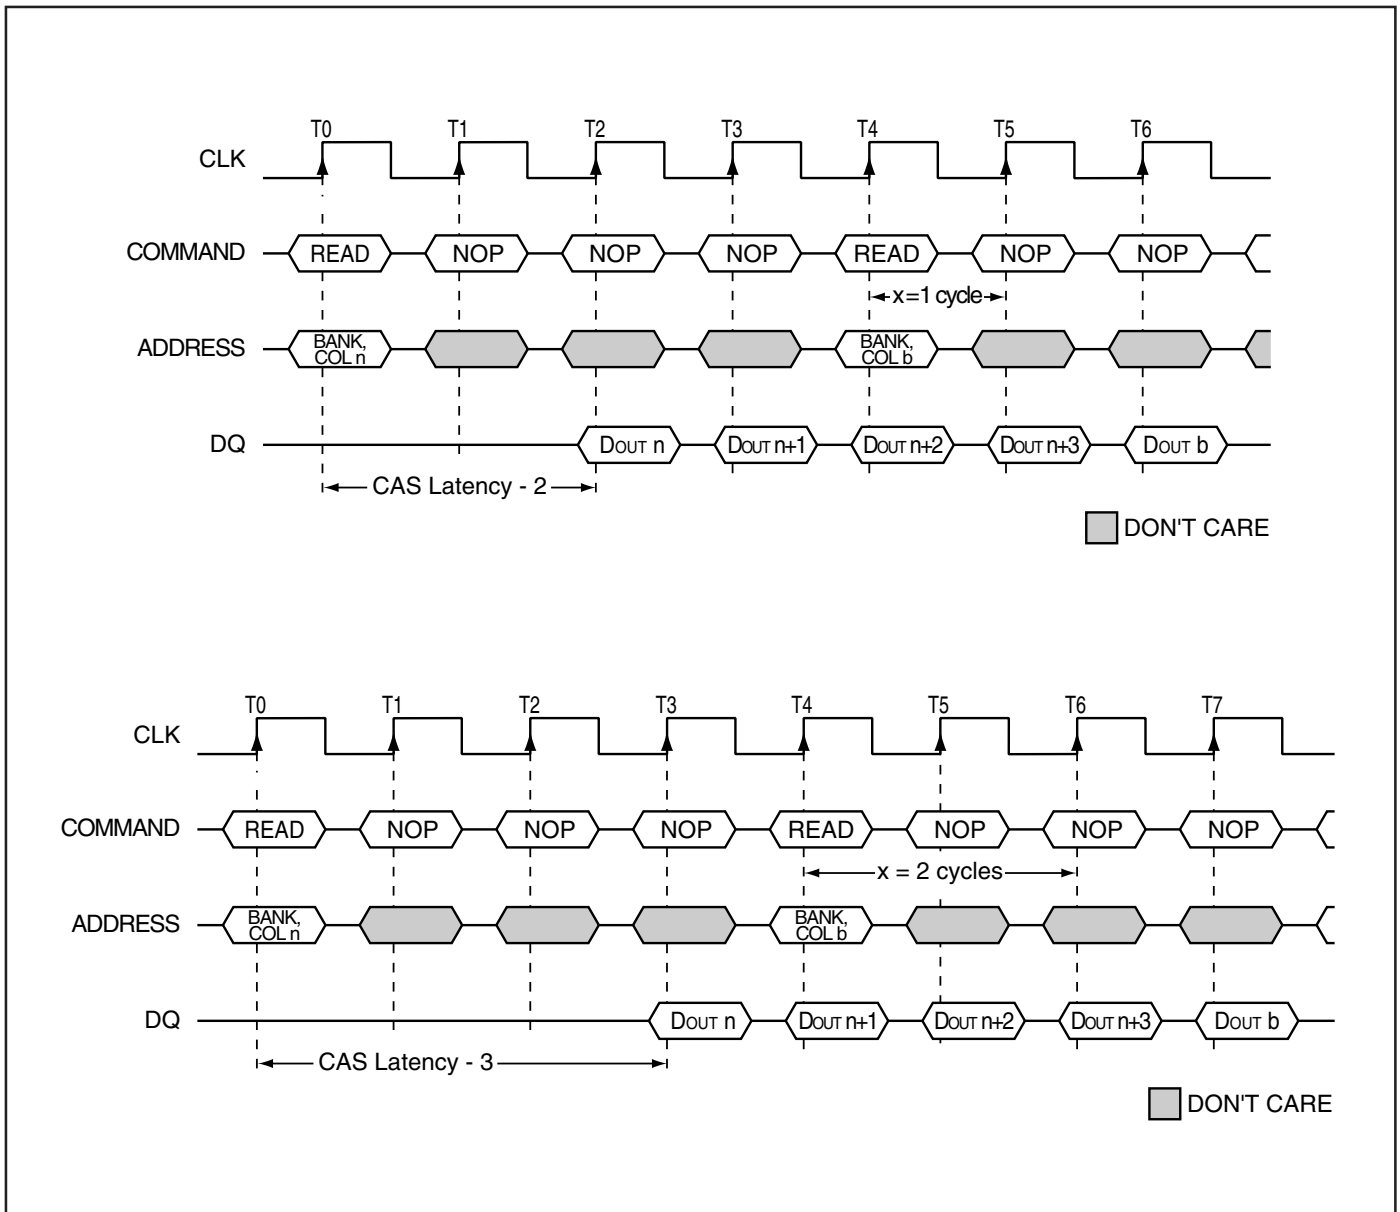 T0 T1 T2 T3 T4 T5 T6
CLK
COMMAND READ NOP NOP NOP READ NOP NOP
x=1 cycle
ADDRESS BANK, COL n BANK, COL b
DQ DOUT n DOUT n+1 DOUT n+2 DOUT n+3 DOUT b
CAS Latency - 2
DON'T CARE
T0 T1 T2 T3 T4 T5 T6 T7
CLK
COMMAND READ NOP NOP NOP READ NOP NOP NOP
x = 2 cycles
ADDRESS BANK, COL n BANK, COL b
DQ DOUT n DOUT n+1 DOUT n+2 DOUT n+3 DOUT b
CAS Latency - 3
DON'T CARE